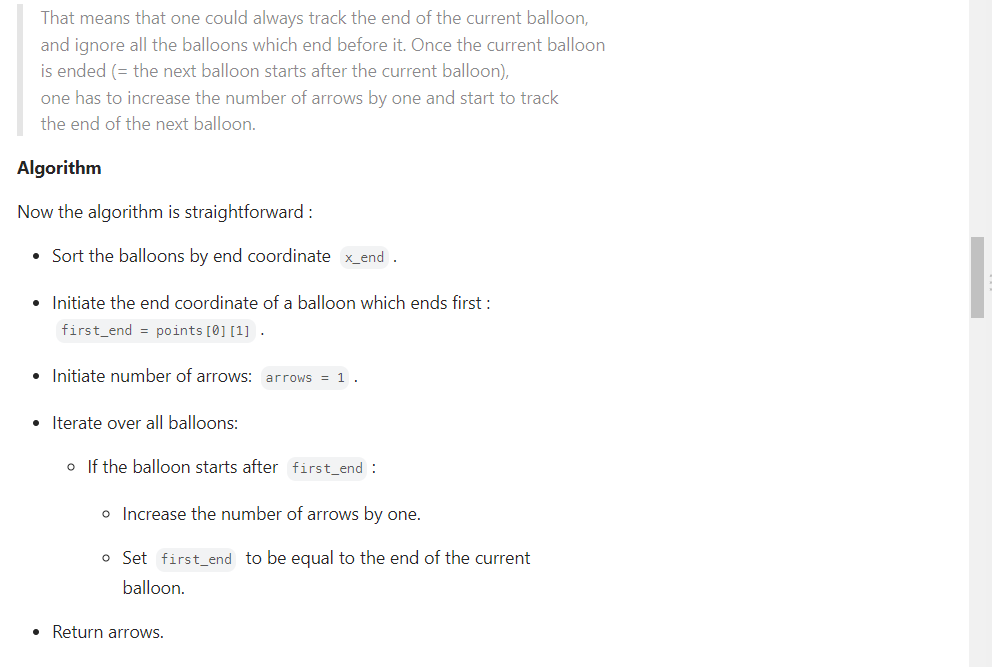 That means that one could always track the end of the current balloon,
and ignore all the balloons which end before it. Once the current balloon
is ended (= the next balloon starts after the current balloon),
one has to increase the number of arrows by one and start to track
the end of the next balloon.
Algorithm
Now the algorithm is straightforward :
Sort the balloons by end coordinate x_end .
Initiate the end coordinate of a balloon which ends first :
first_end = points[0][1] .
Initiate number of arrows: arrows = 1 .
Iterate over all balloons:
If the balloon starts after first_end :
Increase the number of arrows by one.
Set first_end to be equal to the end of the current
balloon.
Return arrows.